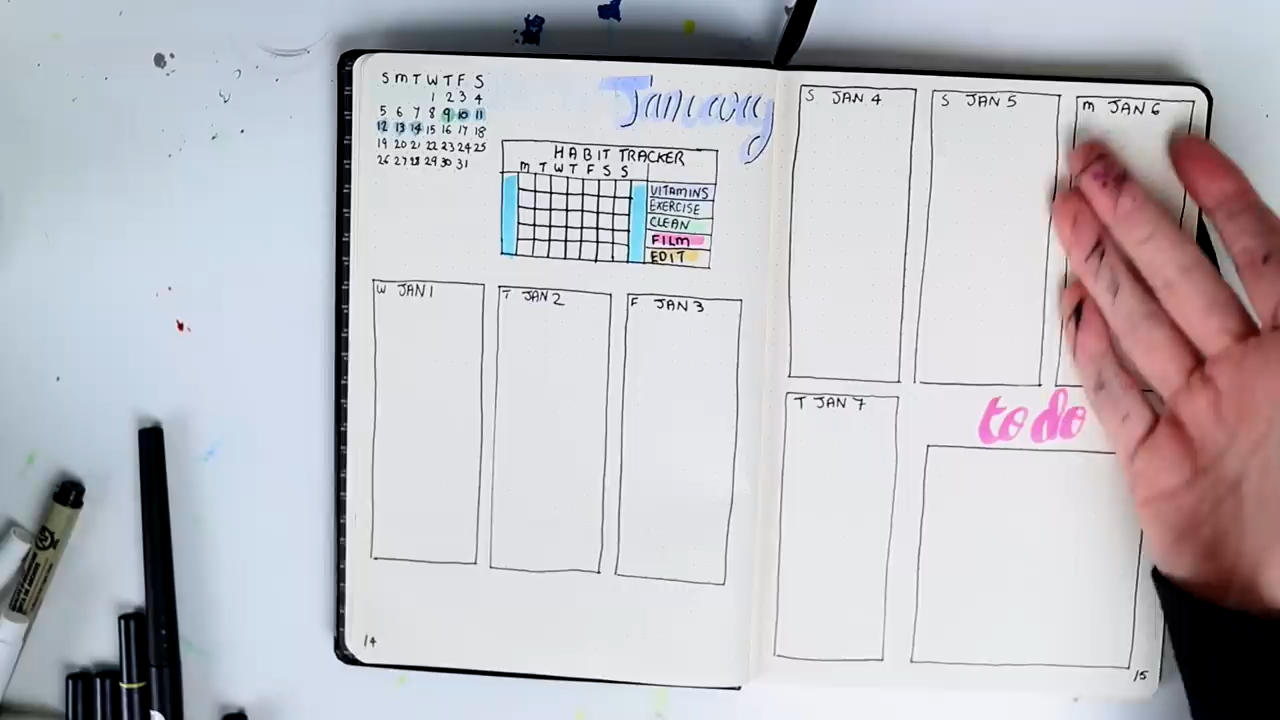 S M T W T F S
1 2 3 4
5 6 7 8 9 10 11
12 13 14 15 16 17 18
19 20 21 22 23 24 25
26 27 28 29 30 31
January
HABIT TRACKER
M T W T F S S
VITAMINS
EXERCISE
CLEAN
FILM
EDIT
W JAN 1
T JAN 2
F JAN 3
14
S JAN 4
S JAN 5
M JAN 6
T JAN 7
to do
15